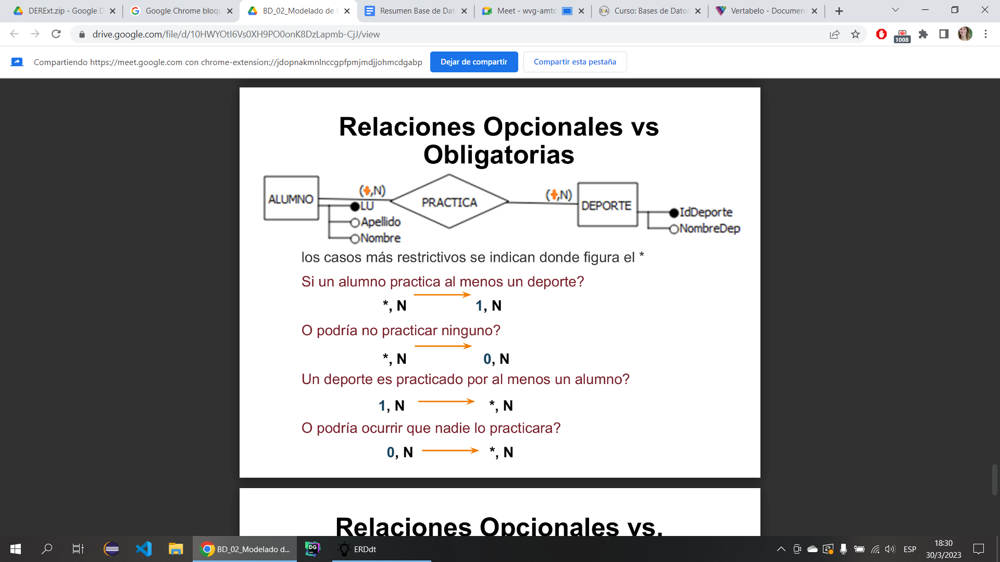 DERExt.zip - Google D
Google Chrome bloqu
BD_02_Modelado de D
Resumen Base de Dat
Meet - wvg-amtc
Curso: Bases de Datos
Vertabelo - Document
drive.google.com/file/d/10HWYOtI6Vs0XH9PO0onK8DzLapmb-CjJ/view
1008
Compartiendo https://meet.google.com con chrome-extension://jdopnakmnlnccgpfpmjmdjjohmcdgabp
Dejar de compartir
Compartir esta pestaña
Relaciones Opcionales vs
Obligatorias
ALUMNO
(*,N)
PRACTICA
(*,N)
DEPORTE
LU
Apellido
Nombre
IdDeporte
NombreDep
los casos más restrictivos se indican donde figura el *
Si un alumno practica al menos un deporte?
*, N 1, N
O podría no practicar ninguno?
*, N 0, N
Un deporte es practicado por al menos un alumno?
1, N *, N
O podría ocurrir que nadie lo practicara?
0, N *, N
Relaciones Opcionales vs.
BD_02_Modelado d...
DG
ERDdt
ESP
18:30
30/3/2023